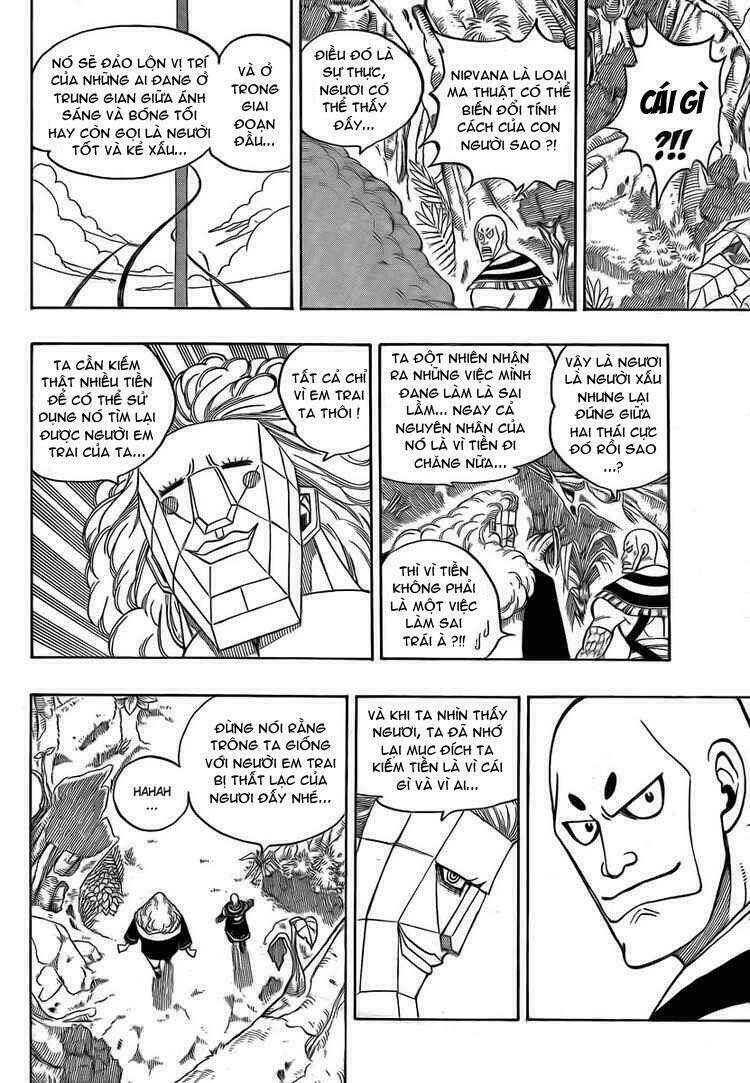 CÁI GÌ
?!!
NIRVANA LÀ LOẠI
MA THUẬT CÓ THỂ
BIẾN ĐỔI TÍNH
CÁCH CỦA CON
NGƯỜI SAO ?!
ĐIỀU ĐÓ LÀ
SỰ THỰC,
NGƯƠI CÓ
THỂ THẤY
ĐẤY...
VÀ Ở
TRONG
GIAI
ĐOẠN
ĐẦU...
NÓ SẼ ĐẢO LỘN VỊ TRÍ
CỦA NHỮNG AI ĐANG Ở
TRUNG GIAN GIỮA ÁNH
SÁNG VÀ BÓNG TỐI
HAY CÒN GỌI LÀ NGƯỜI
TỐT VÀ KẺ XẤU...
VẬY LÀ NGƯƠI
LÀ NGƯỜI XẤU
NHƯNG LẠI
ĐỨNG GIỮA
HAI THÁI CỰC
ĐÓ RỒI SAO
...?
TA ĐỘT NHIÊN NHẬN
RA NHỮNG VIỆC MÌNH
ĐANG LÀM LÀ SAI
LẦM... NGAY CẢ
NGUYÊN NHÂN CỦA
NÓ LÀ VÌ TIỀN ĐI
CHĂNG NỮA...
THÌ VÌ TIỀN
KHÔNG PHẢI
LÀ MỘT VIỆC
LÀM SAI
TRÁI À ?!!
TẤT CẢ CHỈ
VÌ EM TRAI
TA THÔI !
TA CẦN KIẾM
THẬT NHIỀU TIỀN
ĐỂ CÓ THỂ SỬ
DỤNG NÓ TÌM LẠI
ĐƯỢC NGƯỜI EM
TRAI CỦA TA...
VÀ KHI TA NHÌN THẤY
NGƯƠI, TA ĐÃ NHỚ
LẠI MỤC ĐÍCH TA
KIẾM TIỀN LÀ VÌ CÁI
GÌ VÀ VÌ AI...
ĐỪNG NÓI RẰNG
TRÔNG TA GIỐNG
VỚI NGƯỜI EM TRAI
BỊ THẤT LẠC CỦA
NGƯƠI ĐẤY NHÉ...
HAHAH
...